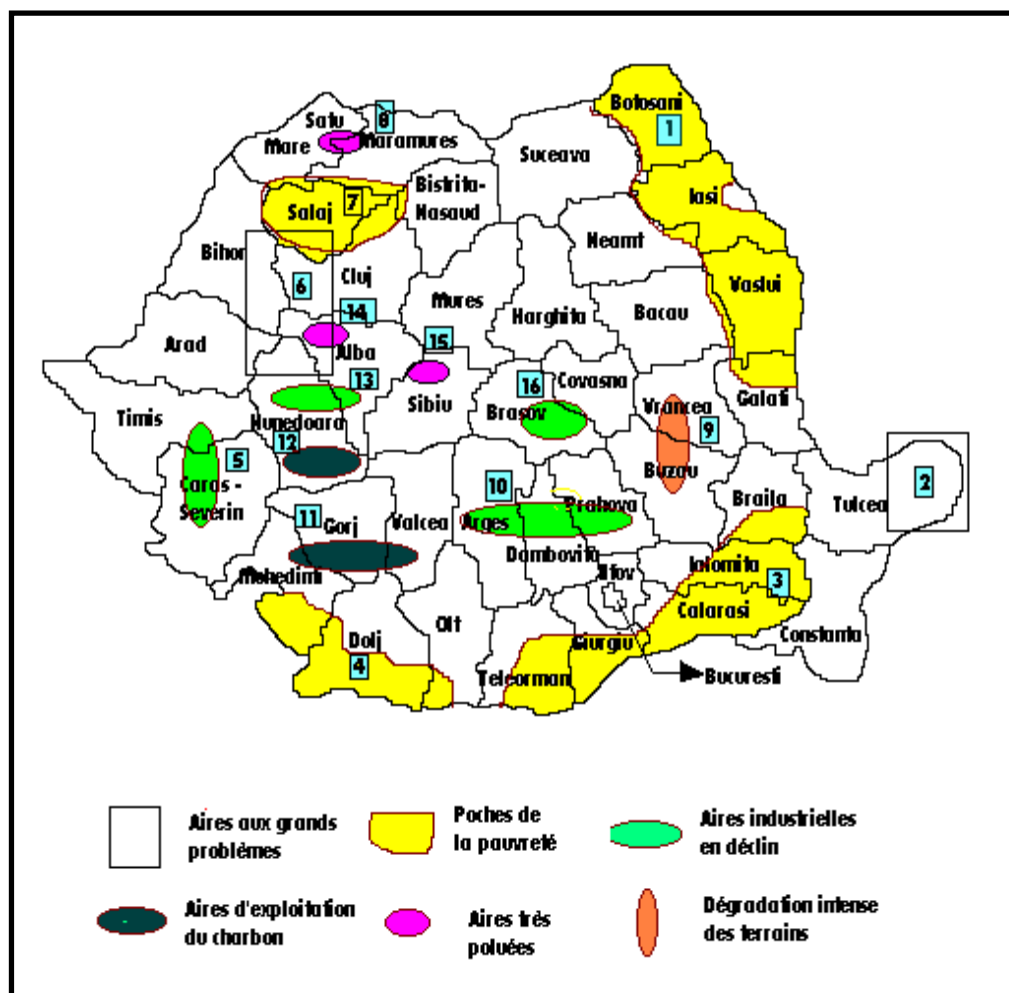 Botosani
1
8
Satu
Mare
Maramures
Suceava
Bistrita-
Nasaud
Iasi
7
Salaj
Neamt
Bihor
Cluj
Vaslui
6
Mures
Harghita
Bacau
14
Arad
Alba
15
13
Covasna
16
Sibiu
Brasov
Vrancea
Galati
Timis
Hunedoara
12
9
5
Caras -
Severin
Buzau
2
10
Prahova
Braila
Tulcea
11
Gorj
Valcea
Arges
Dambovita
Ilfov
Ialomita
3
Mehedinti
Calarasi
Olt
Dolj
Giurgiu
Constanta
4
Teleorman
Bucuresti
Aires aux grands
problèmes
Poches de
la pauvreté
Aires industrielles
en déclin
Aires d'exploitation
du charbon
Aires très
poluées
Dégradation intense
des terrains